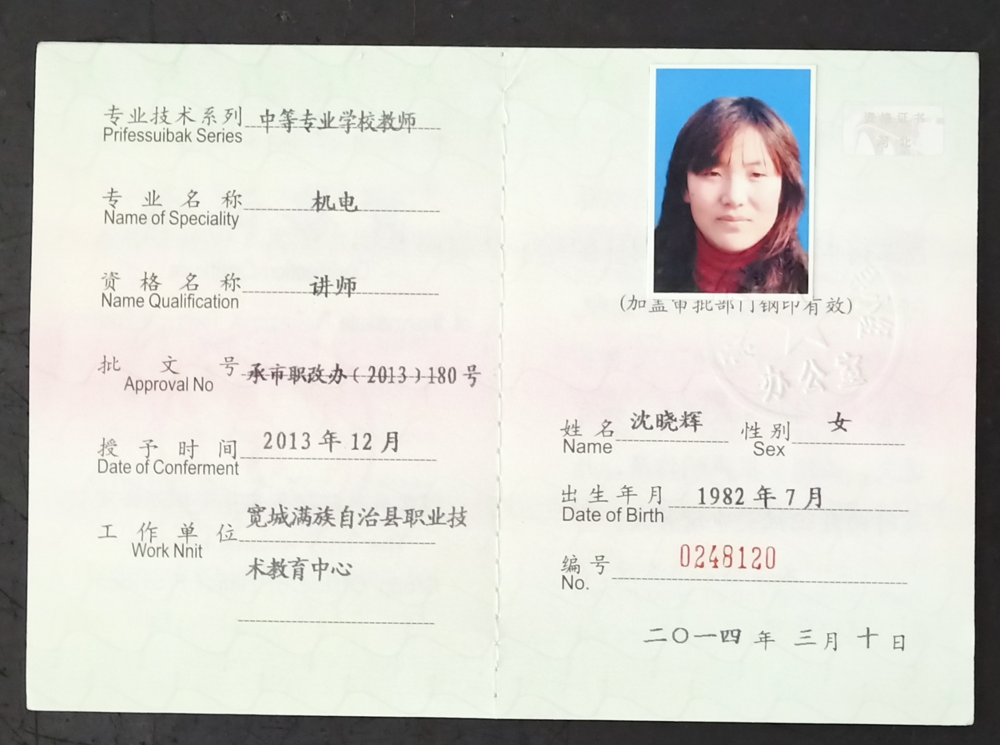 专业技术系列 中等专业学校教师
Prifessuibak Series
专业名称 机电
Name of Speciality
资格名称 讲师
Name Qualification
批文号 承市职改办(2013)180号
Approval No
授予时间 2013年12月
Date of Conferment
工作单位 宽城满族自治县职业技
Work Nnit
术教育中心
资格证书
河北
(加盖审批部门钢印有效)
办公室
姓名 沈晓辉 性别 女
Name Sex
出生年月 1982年7月
Date of Birth
编号 0248120
No.
二〇一四年 三月 十日